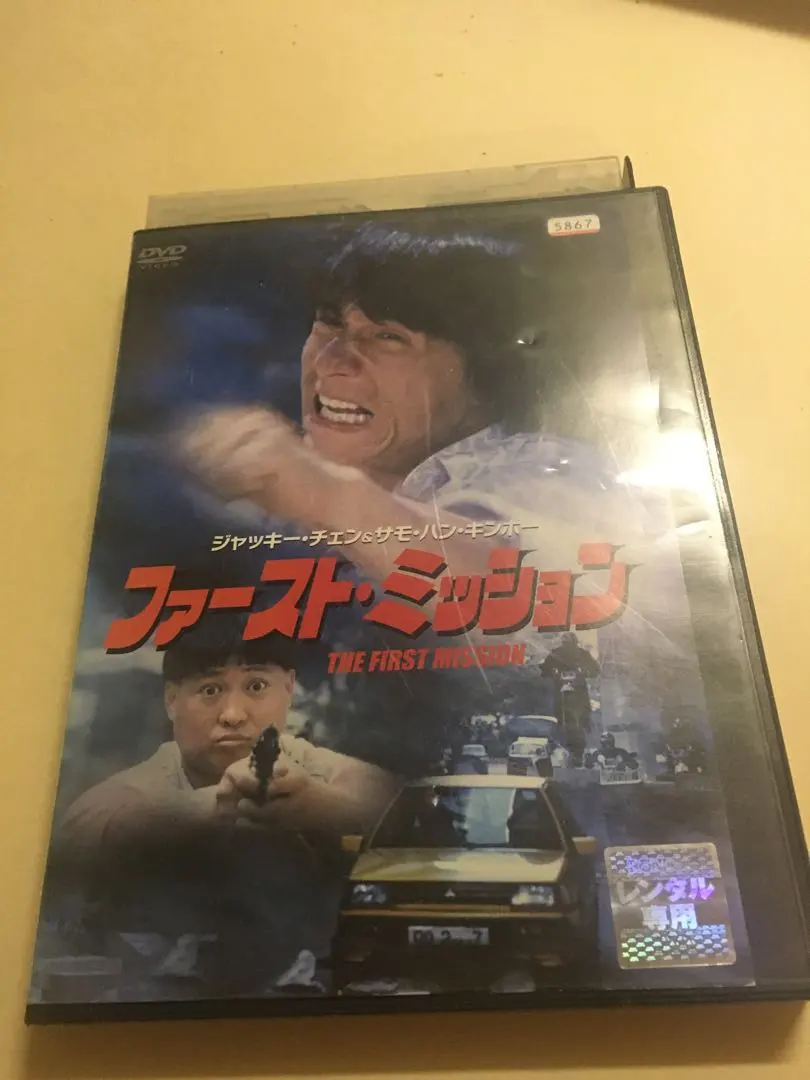 DVD
VIDEO
5867
ジャッキー・チェン&サモ・ハン・キンポー
ファースト・ミッション
THE FIRST MISSION
レンタル
専用